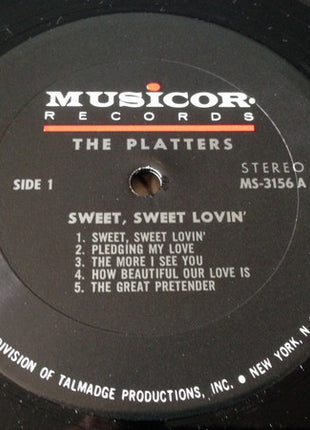 MUSICOR®
RECORDS
THE PLATTERS
STEREO
SIDE 1
MS-3156 A
SWEET, SWEET LOVIN'
1. SWEET, SWEET LOVIN'
2. PLEDGING MY LOVE
3. THE MORE I SEE YOU
4. HOW BEAUTIFUL OUR LOVE IS
5. THE GREAT PRETENDER
DIVISION OF TALMADGE PRODUCTIONS, INC. • NEW YORK, N.